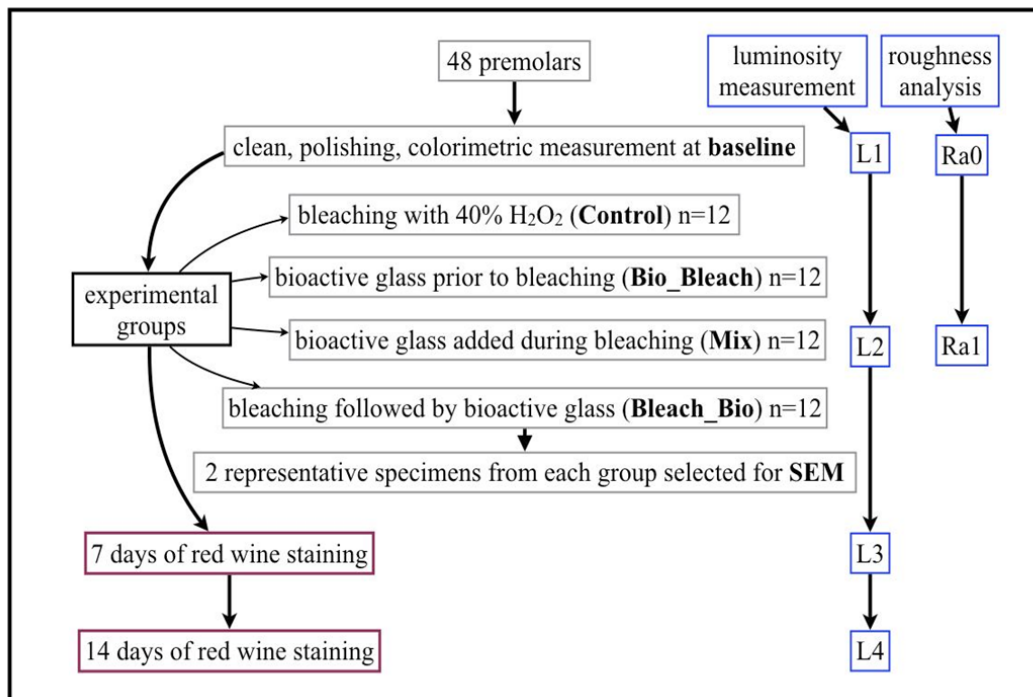 48 premolars
luminosity
measurement
roughness
analysis
clean, polishing, colorimetric measurement at baseline
L1
Ra0
bleaching with 40% H₂O₂ (Control) n=12
bioactive glass prior to bleaching (Bio_Bleach) n=12
experimental
groups
bioactive glass added during bleaching (Mix) n=12
L2
Ra1
bleaching followed by bioactive glass (Bleach_Bio) n=12
2 representative specimens from each group selected for SEM
7 days of red wine staining
L3
14 days of red wine staining
L4